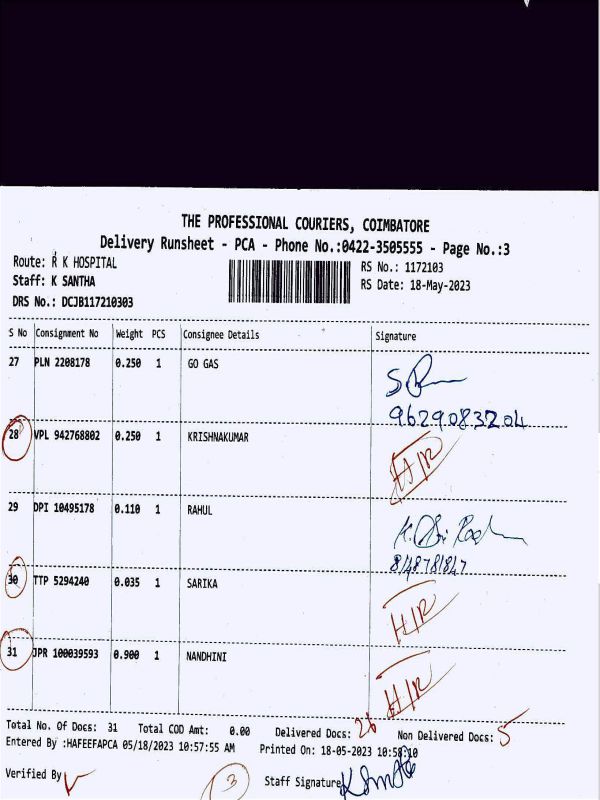 THE PROFESSIONAL COURIERS, COIMBATORE
Delivery Runsheet - PCA - Phone No.:0422-3505555 - Page No.:3
Route: R K HOSPITAL
RS No.: 1172103
Staff: K SANTHA
RS Date: 18-May-2023
DRS No.: DCJB117210303
S No Consignment No Weight PCS Consignee Details Signature
27 PLN 2208178 0.250 1 GO GAS
9629083204
28 VPL 942768802 0.250 1 KRISHNAKUMAR
29 DPI 10495178 0.110 1 RAHUL
8148781847
30 TTP 5294240 0.035 1 SARIKA
31 JPR 100039593 0.900 1 NANDHINI
Total No. Of Docs: 31 Total COD Amt: 0.00 Delivered Docs: 26 Non Delivered Docs: 5
Entered By :HAFEEFAPCA 05/18/2023 10:57:55 AM Printed On: 18-05-2023 10:58:10
Verified By
3
Staff Signature